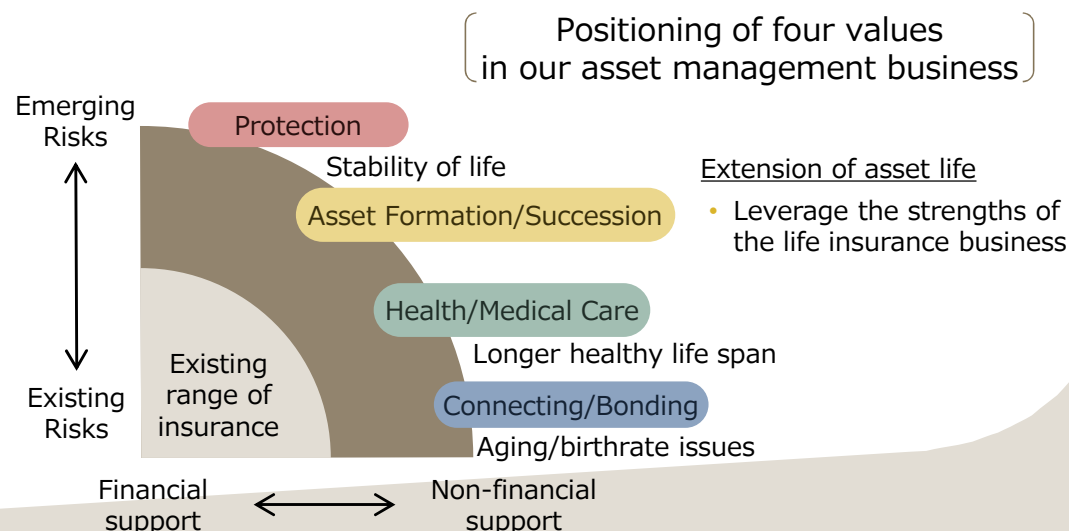 Positioning of four values
in our asset management business
Emerging
Risks
Protection
Stability of life
Extension of asset life
Asset Formation/Succession
• Leverage the strengths of
the life insurance business
Health/Medical Care
Longer healthy life span
Existing
range of
insurance
Existing
Risks
Connecting/Bonding
Aging/birthrate issues
Financial
support
Non-financial
support